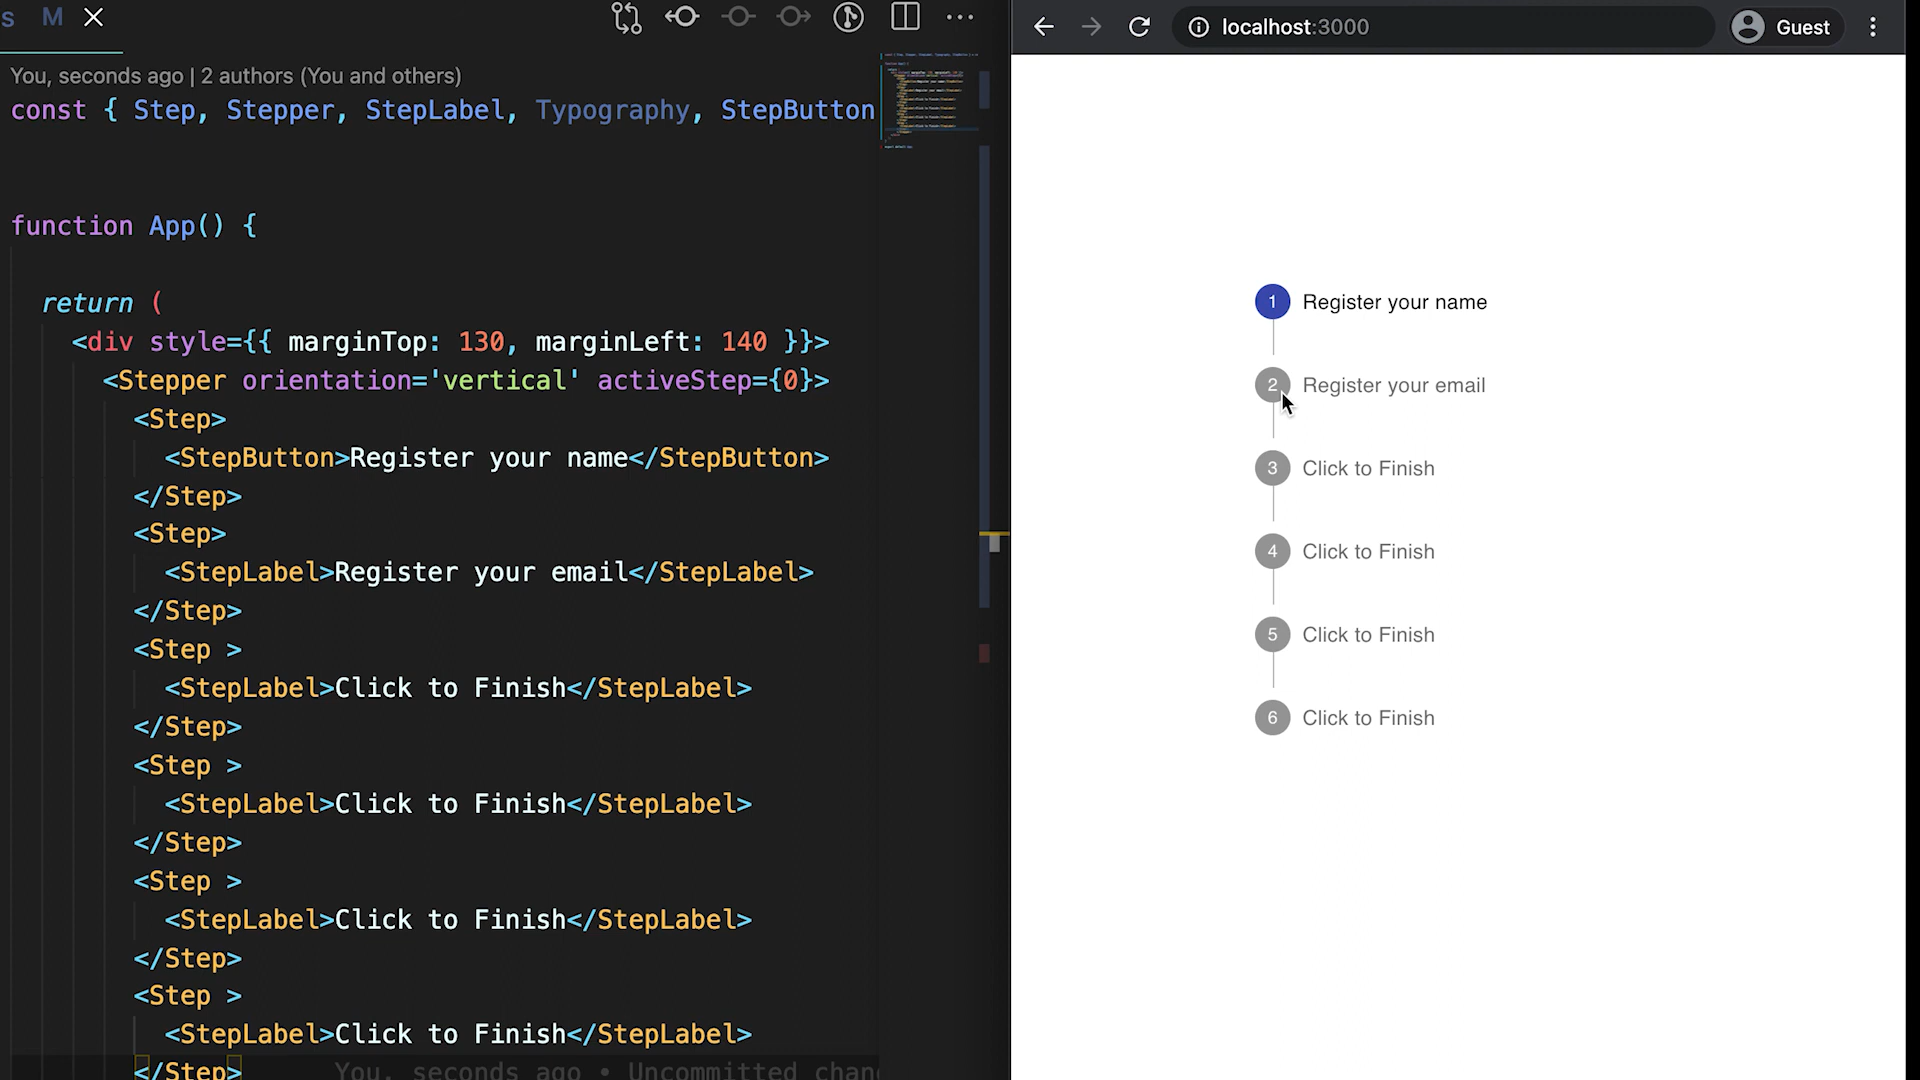 s M
You, seconds ago | 2 authors (You and others)
const { Step, Stepper, StepLabel, Typography, StepButton
function App() {
return (
<div style={{ marginTop: 130, marginLeft: 140 }}>
<Stepper orientation='vertical' activeStep={0}>
<Step>
<StepButton>Register your name</StepButton>
</Step>
<Step>
<StepLabel>Register your email</StepLabel>
</Step>
<Step >
<StepLabel>Click to Finish</StepLabel>
</Step>
<Step >
<StepLabel>Click to Finish</StepLabel>
</Step>
<Step >
<StepLabel>Click to Finish</StepLabel>
</Step>
<Step >
<StepLabel>Click to Finish</StepLabel>
</Step> You, seconds ago • Uncommitted chan
localhost:3000 Guest
1 Register your name
2 Register your email
3 Click to Finish
4 Click to Finish
5 Click to Finish
6 Click to Finish